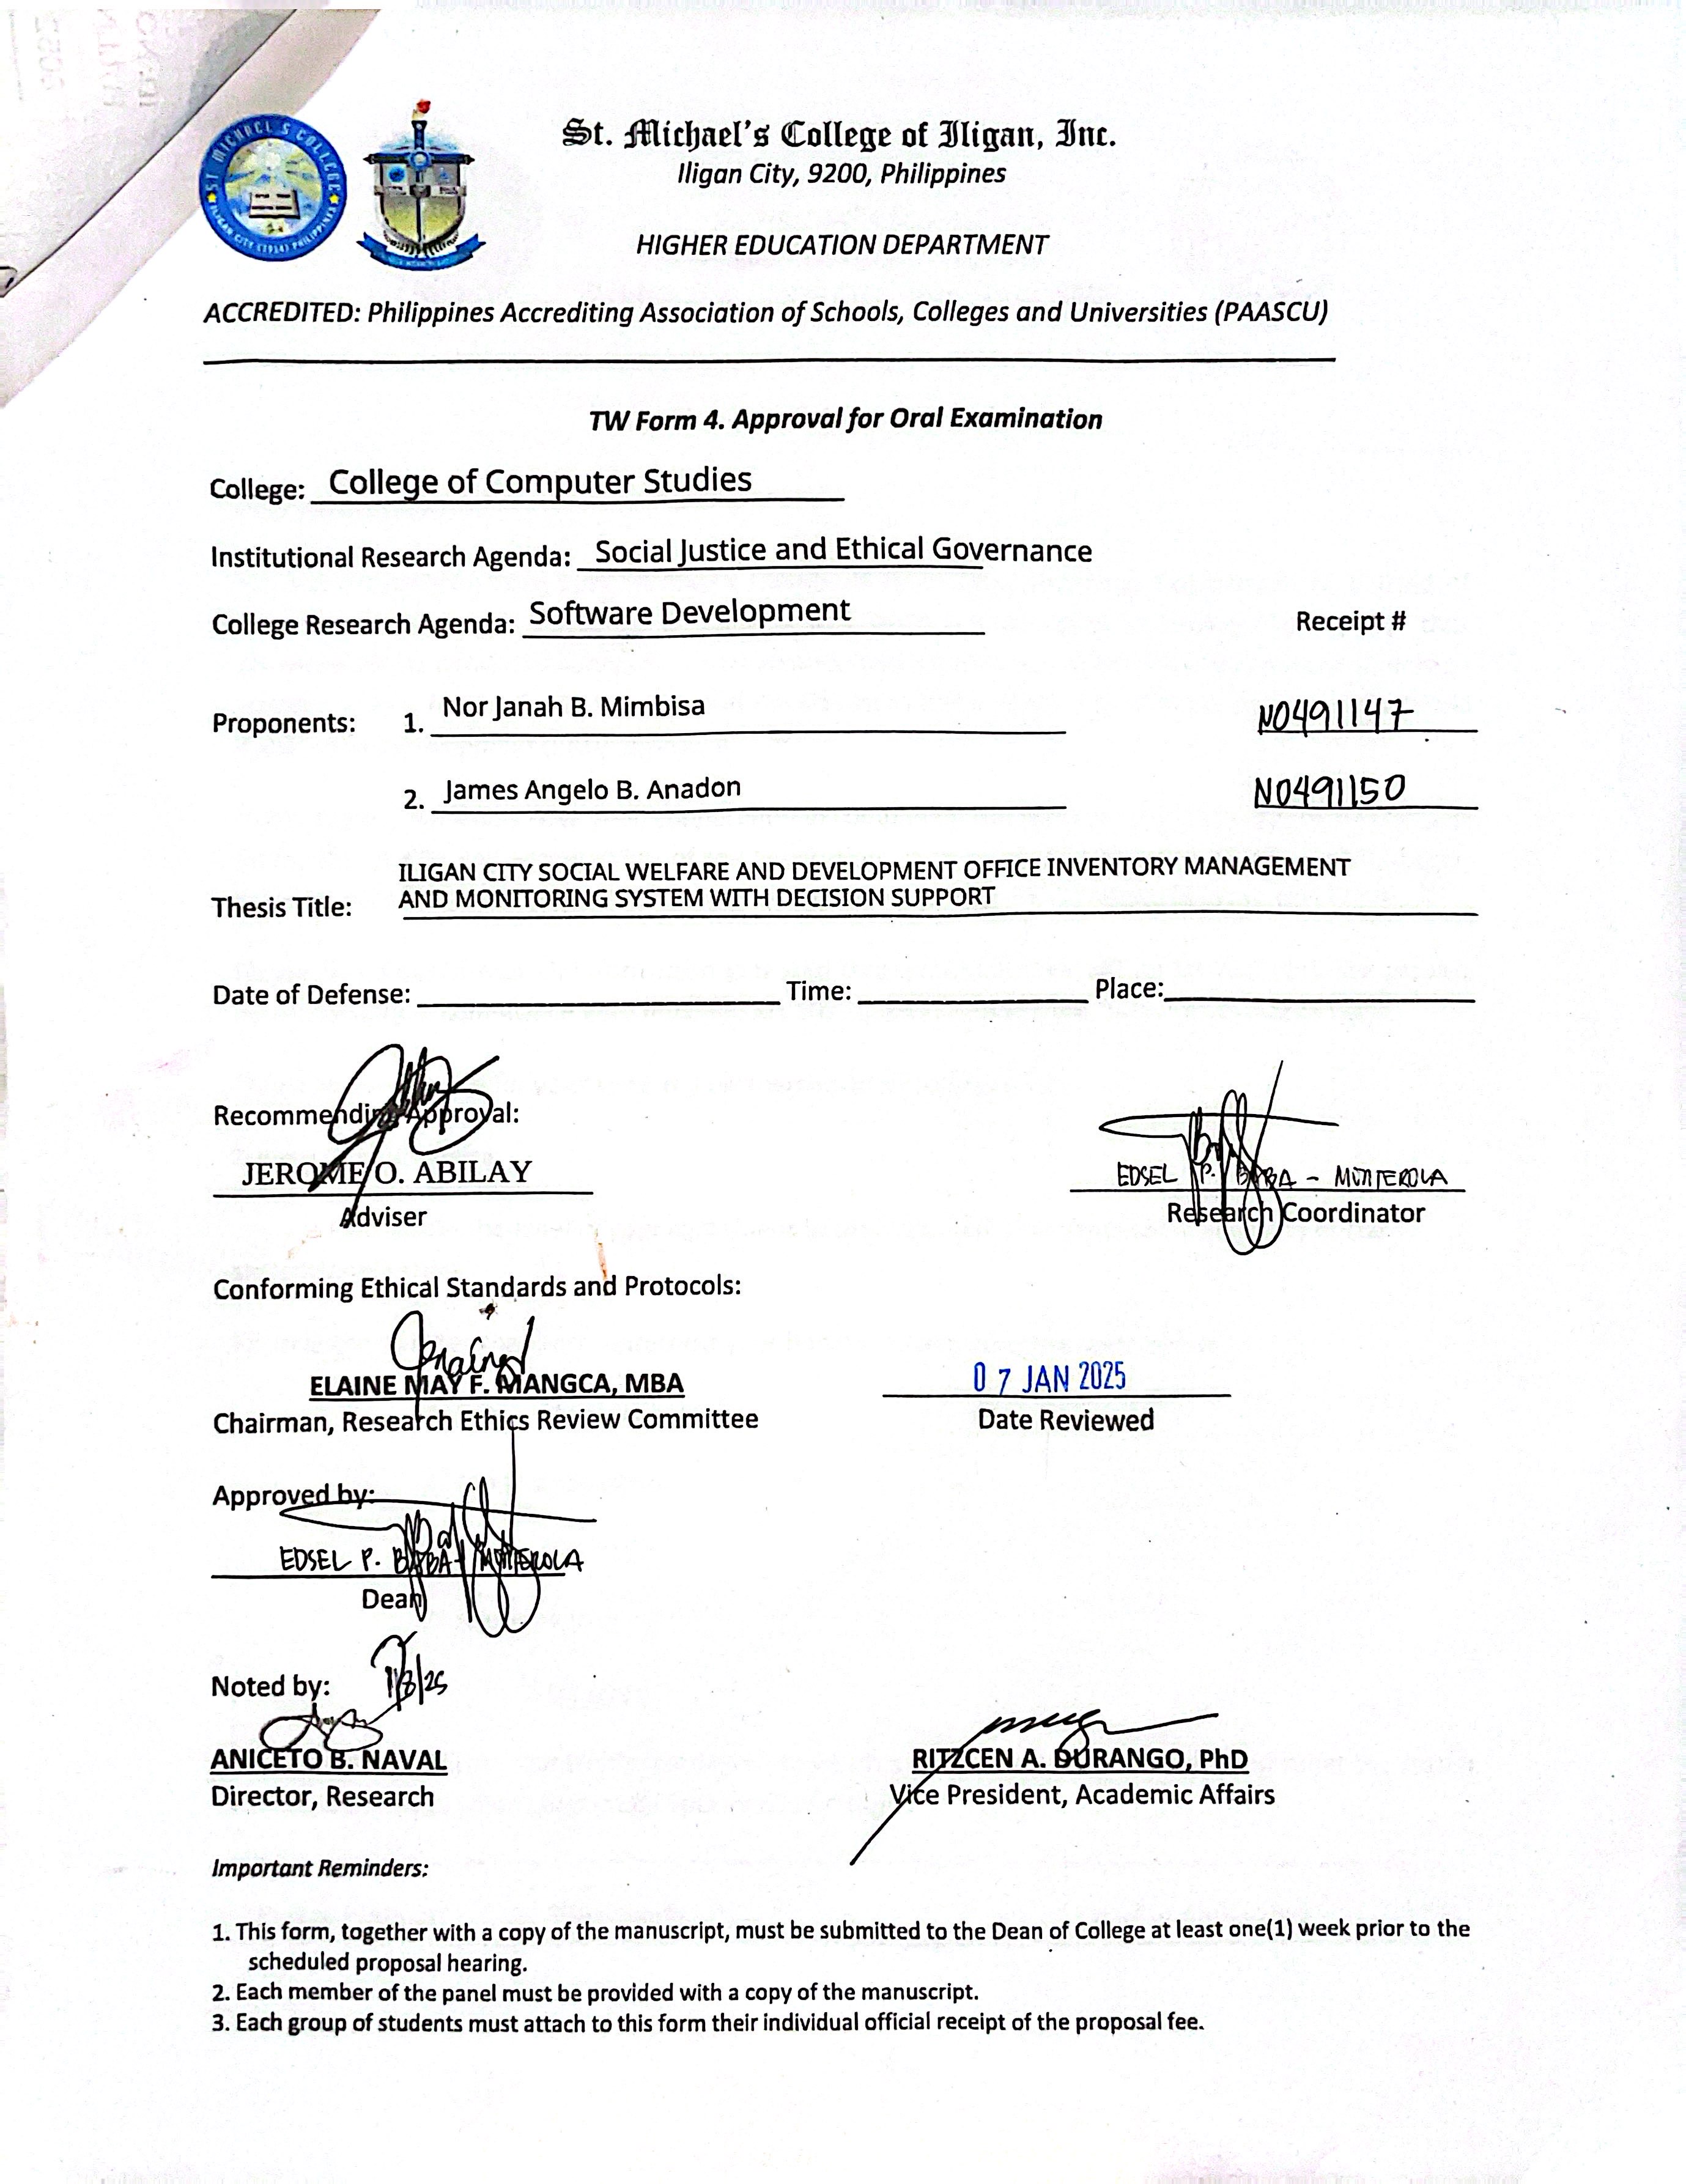 St. Michael's College of Iligan, Inc.
Iligan City, 9200, Philippines
HIGHER EDUCATION DEPARTMENT
ACCREDITED: Philippines Accrediting Association of Schools, Colleges and Universities (PAASCU)
TW Form 4. Approval for Oral Examination
College: College of Computer Studies
Institutional Research Agenda: Social Justice and Ethical Governance
College Research Agenda: Software Development Receipt #
Proponents: 1. Nor Janah B. Mimbisa N0491147
2. James Angelo B. Anadon N0491150
ILIGAN CITY SOCIAL WELFARE AND DEVELOPMENT OFFICE INVENTORY MANAGEMENT
Thesis Title: AND MONITORING SYSTEM WITH DECISION SUPPORT
Date of Defense: Time: Place:
Recommending Approval:
JEROME O. ABILAY EDSEL P. BARBA - MONTEROLA
Adviser Research Coordinator
Conforming Ethical Standards and Protocols:
ELAINE MAY F. MANGCA, MBA 07 JAN 2025
Chairman, Research Ethics Review Committee Date Reviewed
Approved by:
EDSEL P. BARBA - MONTEROLA
Dean
Noted by: 1/8/25
ANICETO B. NAVAL RITZCEN A. DURANGO, PhD
Director, Research Vice President, Academic Affairs
Important Reminders:
1. This form, together with a copy of the manuscript, must be submitted to the Dean of College at least one(1) week prior to the
scheduled proposal hearing.
2. Each member of the panel must be provided with a copy of the manuscript.
3. Each group of students must attach to this form their individual official receipt of the proposal fee.